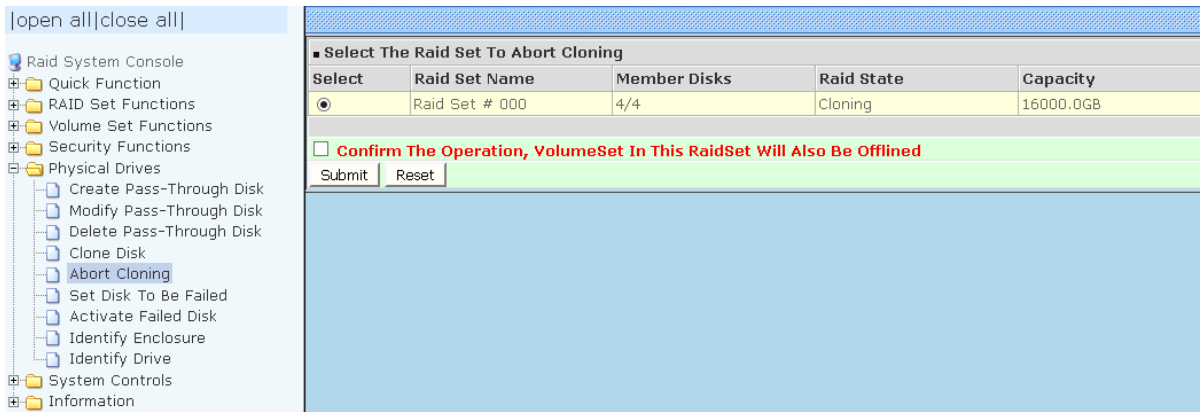 |open all|close all|
Raid System Console
Quick Function
RAID Set Functions
Volume Set Functions
Security Functions
Physical Drives
Create Pass-Through Disk
Modify Pass-Through Disk
Delete Pass-Through Disk
Clone Disk
Abort Cloning
Set Disk To Be Failed
Activate Failed Disk
Identify Enclosure
Identify Drive
System Controls
Information
Select The Raid Set To Abort Cloning
Select Raid Set Name Member Disks Raid State Capacity
Raid Set # 000 4/4 Cloning 16000.0GB
Confirm The Operation, VolumeSet In This RaidSet Will Also Be Offlined
Submit Reset